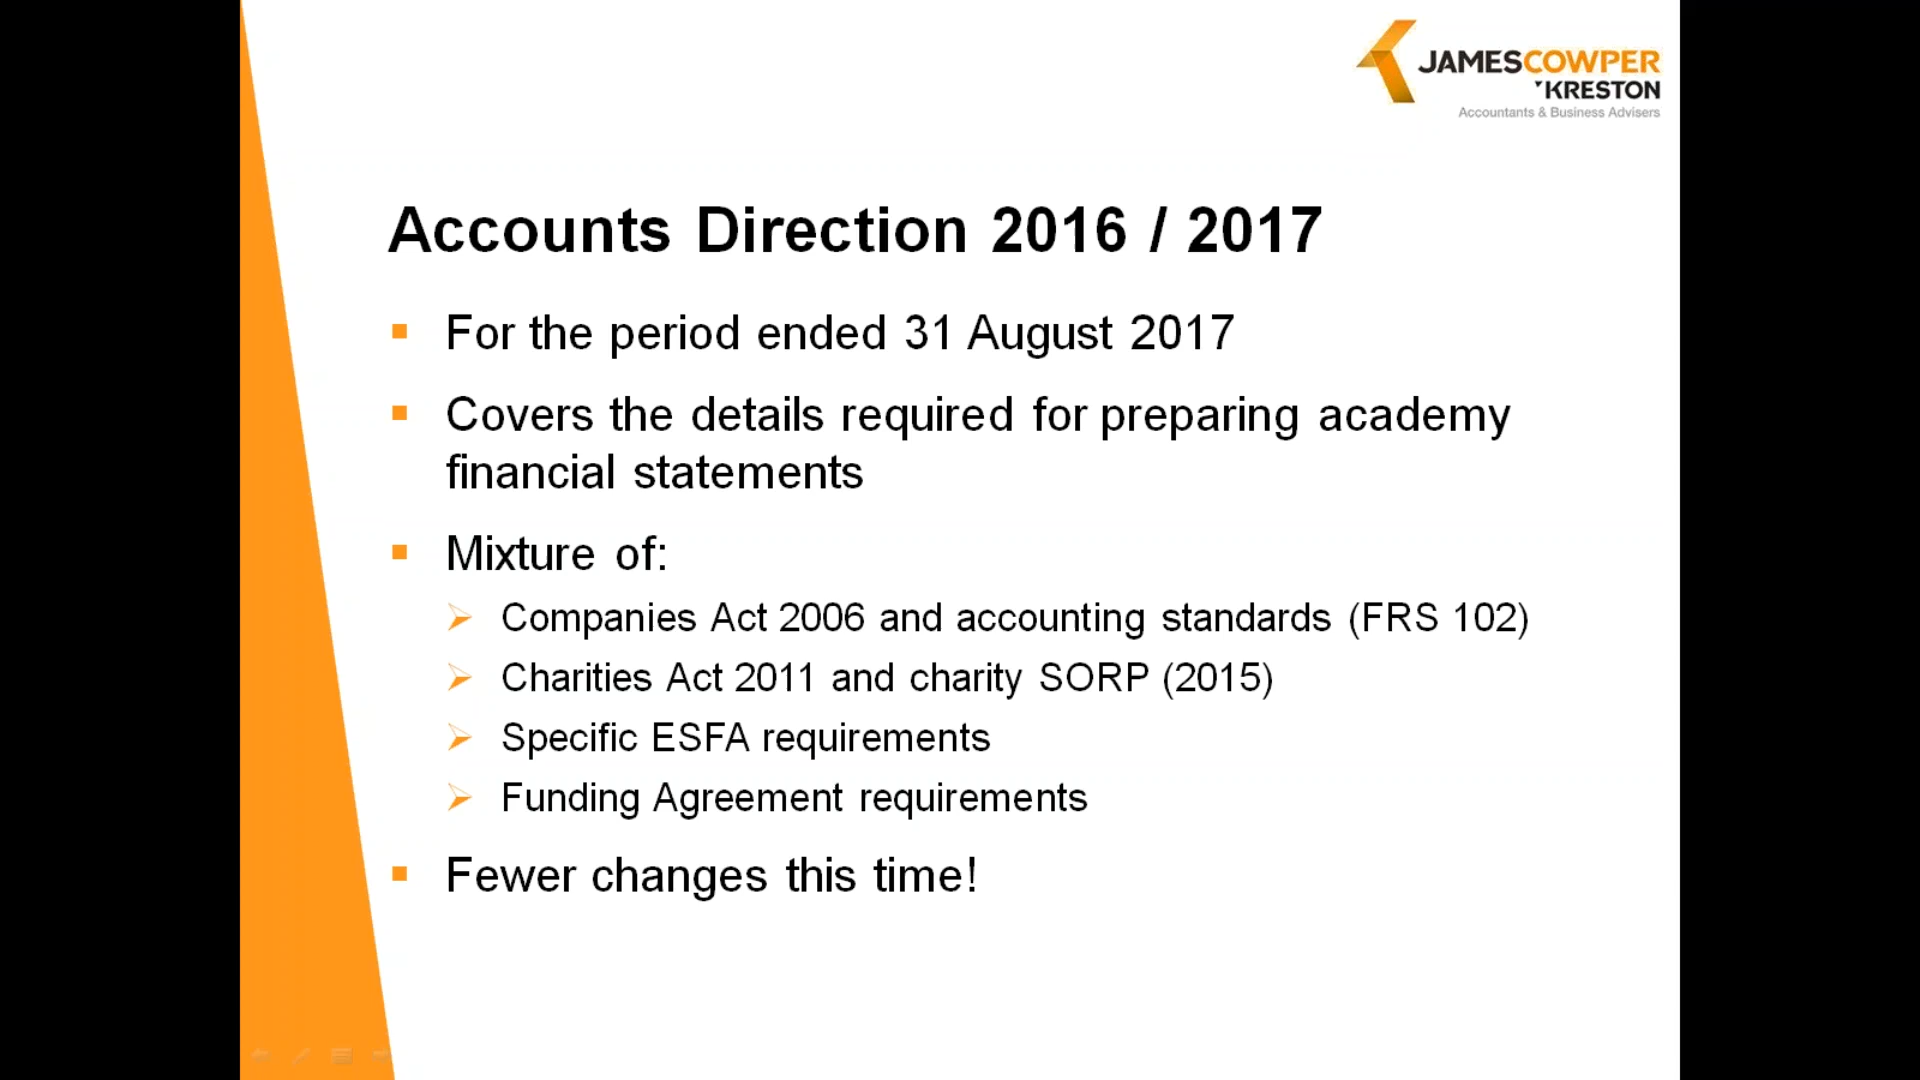 JAMESCOWPER
KRESTON
Accountants & Business Advisers
Accounts Direction 2016 / 2017
For the period ended 31 August 2017
Covers the details required for preparing academy
financial statements
Mixture of:
Companies Act 2006 and accounting standards (FRS 102)
Charities Act 2011 and charity SORP (2015)
Specific ESFA requirements
Funding Agreement requirements
Fewer changes this time!